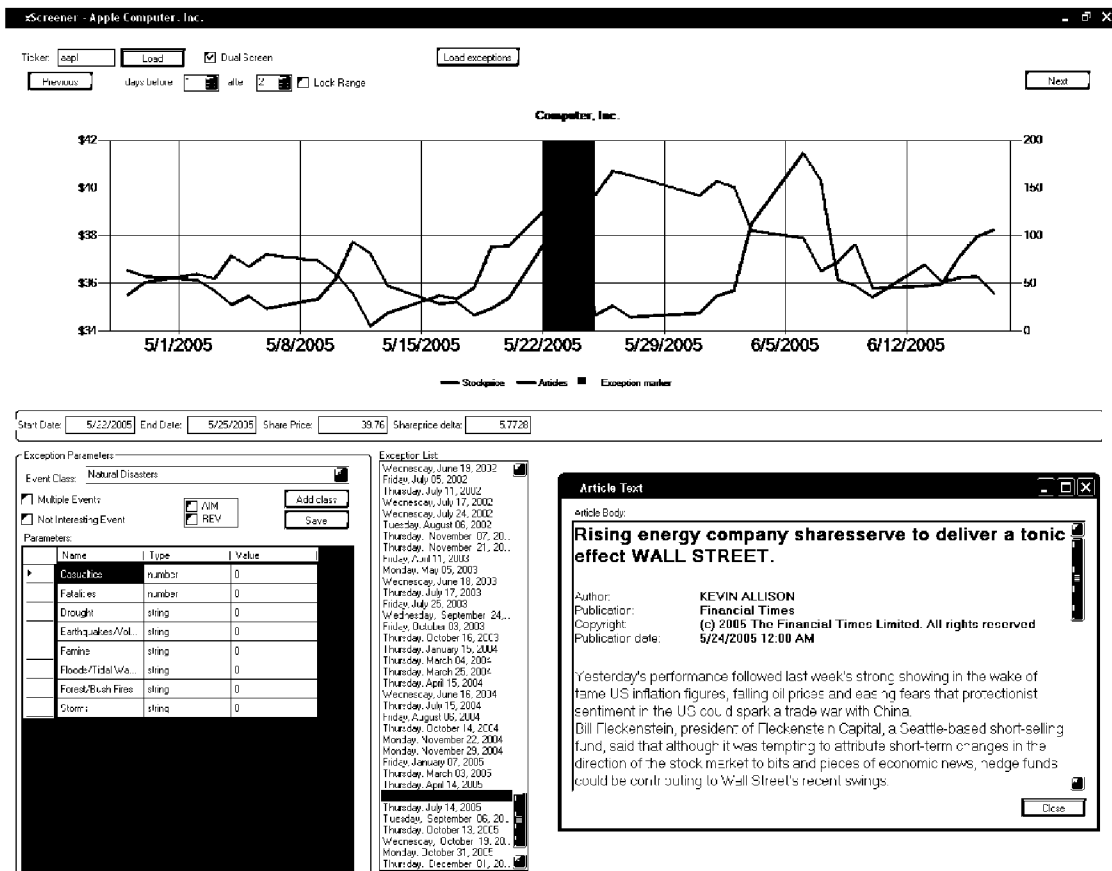 xScreener - Apple Computer, Inc.
Ticker: aapl Load Dual Screen Load exceptions
Previous days before afte 2 Lock Range Next
Computer, Inc.
$42 200
$40 150
$38 100
$36 50
$34 0
5/1/2005 5/8/2005 5/15/2005 5/22/2005 5/29/2005 6/5/2005 6/12/2005
Stockprice Articles Exception marker
Start Date: 5/22/2005 End Date: 5/25/2005 Share Price: 39.76 Shareprice delta: 5.7728
Exception Parameters
Event Class: Natural Disasters
Multiple Events AIM Add class
Not Interesting Event REV Save
Parameters:
Name Type Value
Casualties number 0
Fatalities number 0
Drought string 0
Earthquakes/Vol... string 0
Famine string 0
Floods/Tidal Wa... string 0
Forest/Bush Fires string 0
Storms string 0
Exception List
Wednesday, June 19, 2002
Friday, July 05, 2002
Thursday, July 11, 2002
Wednesday, July 17, 2002
Wednesday, July 24, 2002
Tuesday, August 06, 2002
Thursday, November 07, 20...
Thursday, November 21, 20...
Friday, April 11, 2003
Monday, May 05, 2003
Wednesday, June 18, 2003
Thursday, July 17, 2003
Friday, July 25, 2003
Wednesday, September 24,...
Friday, October 03, 2003
Thursday, October 16, 2003
Thursday, January 15, 2004
Thursday, March 04, 2004
Thursday, March 25, 2004
Thursday, April 15, 2004
Wednesday, June 16, 2004
Thursday, July 15, 2004
Friday, August 06, 2004
Thursday, October 14, 2004
Monday, November 22, 2004
Monday, November 29, 2004
Friday, January 07, 2005
Thursday, March 03, 2005
Thursday, April 14, 2005
Thursday, July 14, 2005
Tuesday, September 06, 20...
Thursday, October 13, 2005
Wednesday, October 19, 20...
Monday, October 31, 2005
Thursday, December 01, 20...
Article Text
Article Body:
Rising energy company sharesserve to deliver a tonic
effect WALL STREET.
Author: KEVIN ALLISON
Publication: Financial Times
Copyright: (c) 2005 The Financial Times Limited. All rights reserved
Publication date: 5/24/2005 12:00 AM
Yesterday's performance followed last week's strong showing in the wake of
tame US inflation figures, falling oil prices and easing fears that protectionist
sentiment in the US could spark a trade war with China.
Bill Fleckenstein, president of Fleckenstein Capital, a Seattle-based short-selling
fund, said that although it was tempting to attribute short-term changes in the
direction of the stock market to bits and pieces of economic news, hedge funds
could be contributing to Wall Street's recent swings.
Close